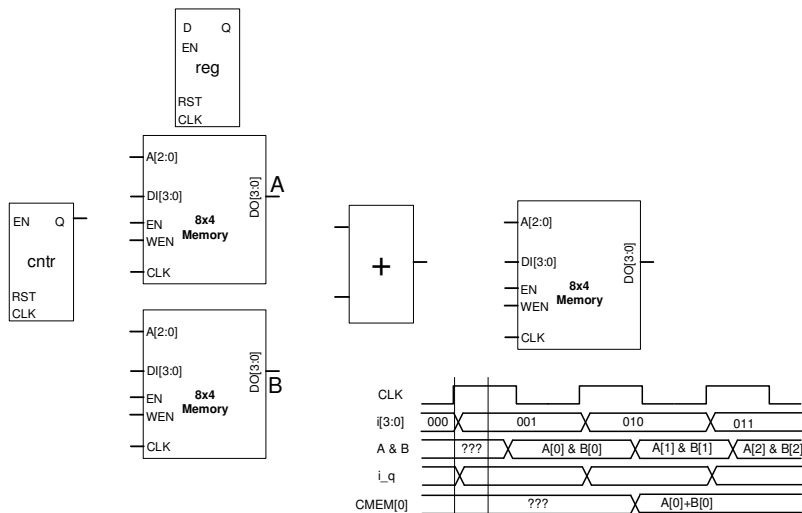 D Q
EN
reg
RST
CLK
A[2:0]
DI[3:0]
EN
WEN
CLK
8x4
Memory
DO[3:0]
A
EN Q
cntr
RST
CLK
A[2:0]
DI[3:0]
EN
WEN
CLK
8x4
Memory
DO[3:0]
B
+
A[2:0]
DI[3:0]
EN
WEN
CLK
8x4
Memory
DO[3:0]
CLK
i[3:0] 000 001 010 011
A & B ??? A[0] & B[0] A[1] & B[1] A[2] & B[2]
i_q
CMEM[0] ??? A[0]+B[0]